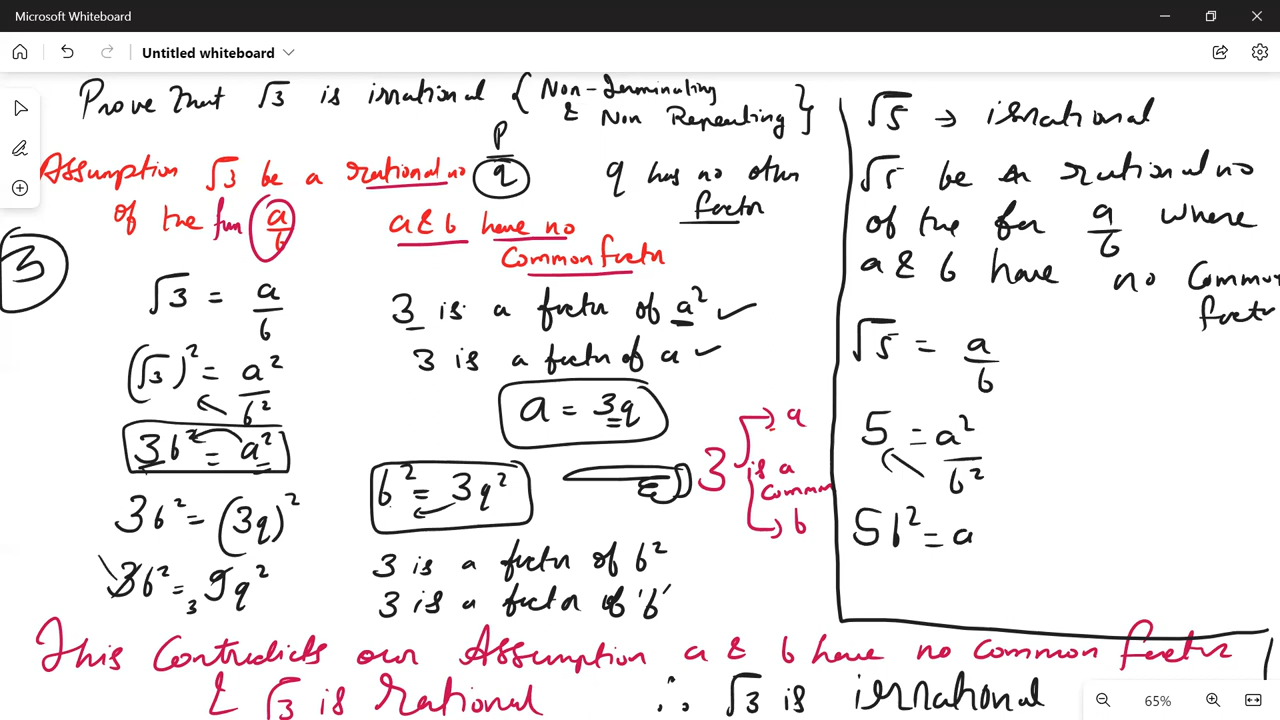 Microsoft Whiteboard
Untitled whiteboard
Prove that √3 is irrational { Non-Terminating
& Non Repeating }
Assumption √3 be a rational no p/q
of the a/b
q has no other
factor
a & b have no
Common factor
3
√3 = a/b
(√3)² = a²/b²
3b² = a²
3b² = (3q)²
3b² = 9q²
3
3 is a factor of a²
3 is a factor of a
a = 3q
b² = 3q²
3 is a factor of b²
3 is a factor of 'b'
3 → a
is a
common
→ b
This Contradicts our Assumption a & b have no common factor
& √3 is rational ∴ √3 is irrational
√5 → irrational
√5 be a rational no
of the for a/b where
a & b have no Common
factor
√5 = a/b
5 = a²/b²
5b² = a
65%